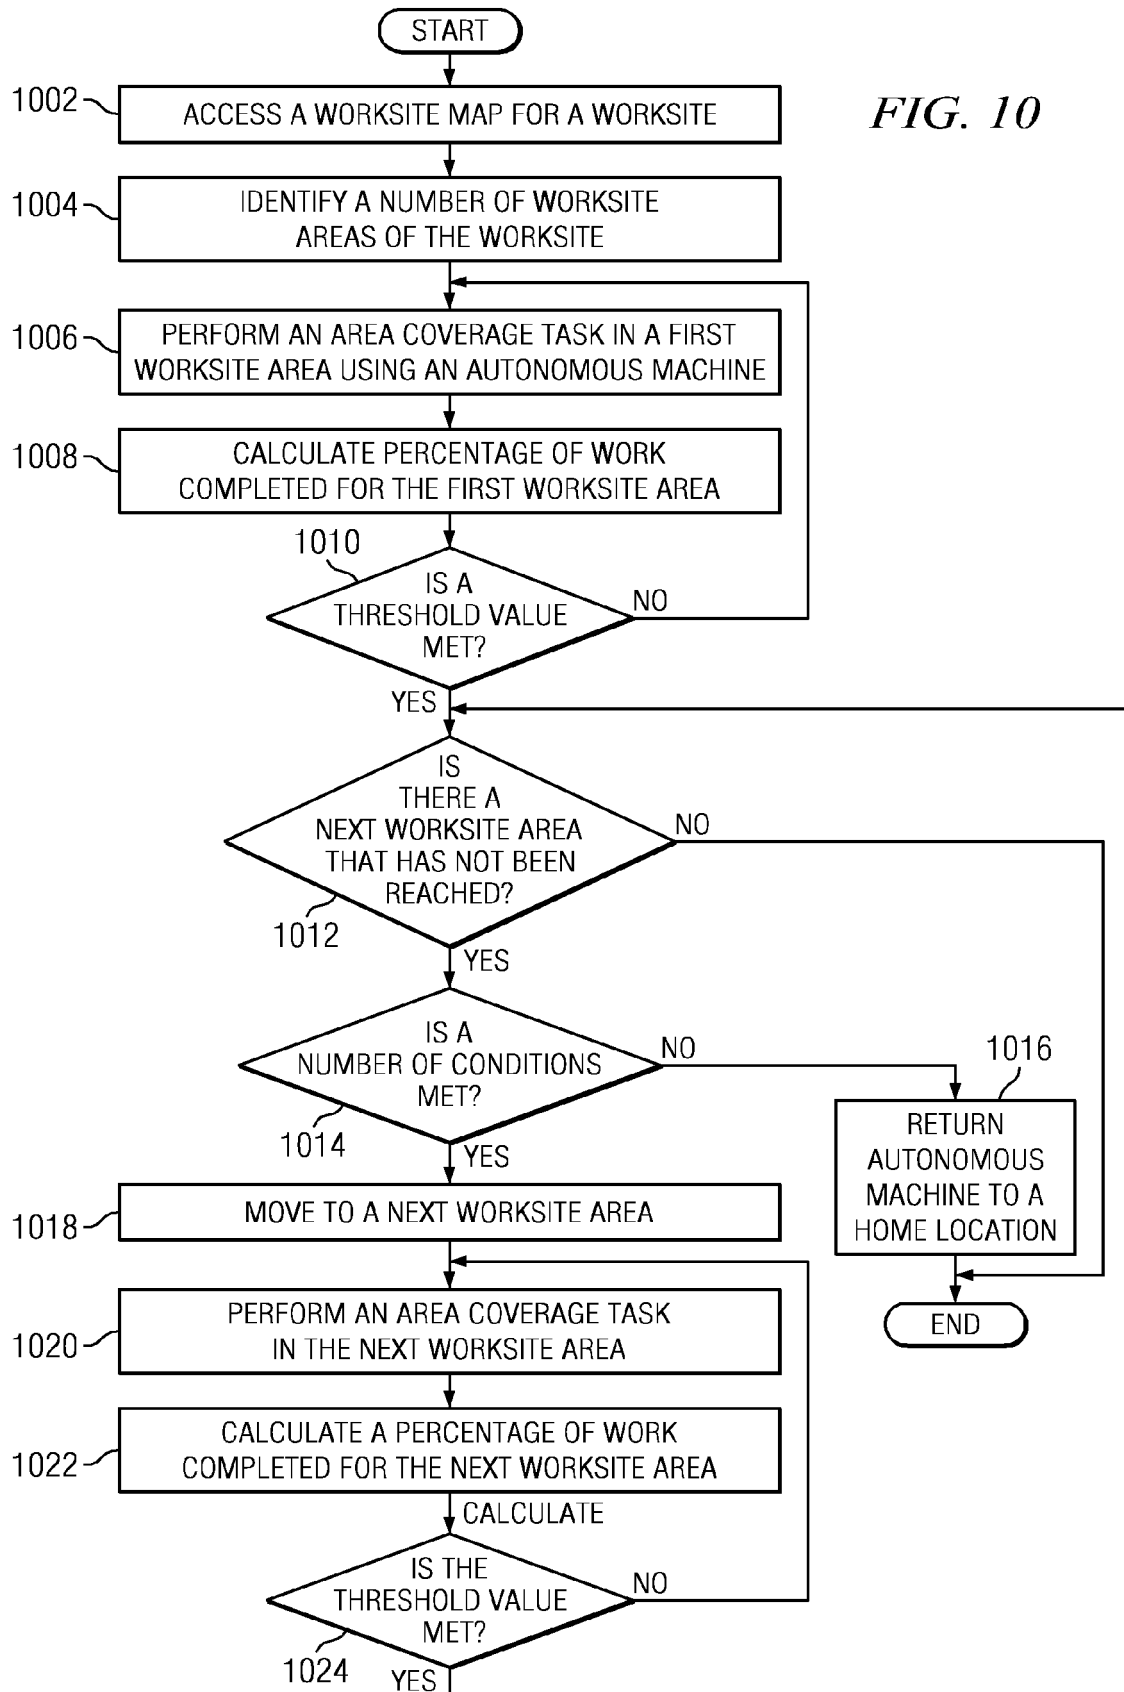 START
1002
ACCESS A WORKSITE MAP FOR A WORKSITE
FIG. 10
1004
IDENTIFY A NUMBER OF WORKSITE
AREAS OF THE WORKSITE
1006
PERFORM AN AREA COVERAGE TASK IN A FIRST
WORKSITE AREA USING AN AUTONOMOUS MACHINE
1008
CALCULATE PERCENTAGE OF WORK
COMPLETED FOR THE FIRST WORKSITE AREA
1010
IS A
THRESHOLD VALUE
MET?
NO
YES
IS
THERE A
NEXT WORKSITE AREA
THAT HAS NOT BEEN
REACHED?
NO
1012
YES
IS A
NUMBER OF CONDITIONS
MET?
NO
1014
YES
1016
RETURN
AUTONOMOUS
MACHINE TO A
HOME LOCATION
1018
MOVE TO A NEXT WORKSITE AREA
END
1020
PERFORM AN AREA COVERAGE TASK
IN THE NEXT WORKSITE AREA
1022
CALCULATE A PERCENTAGE OF WORK
COMPLETED FOR THE NEXT WORKSITE AREA
CALCULATE
IS THE
THRESHOLD VALUE
MET?
NO
1024
YES